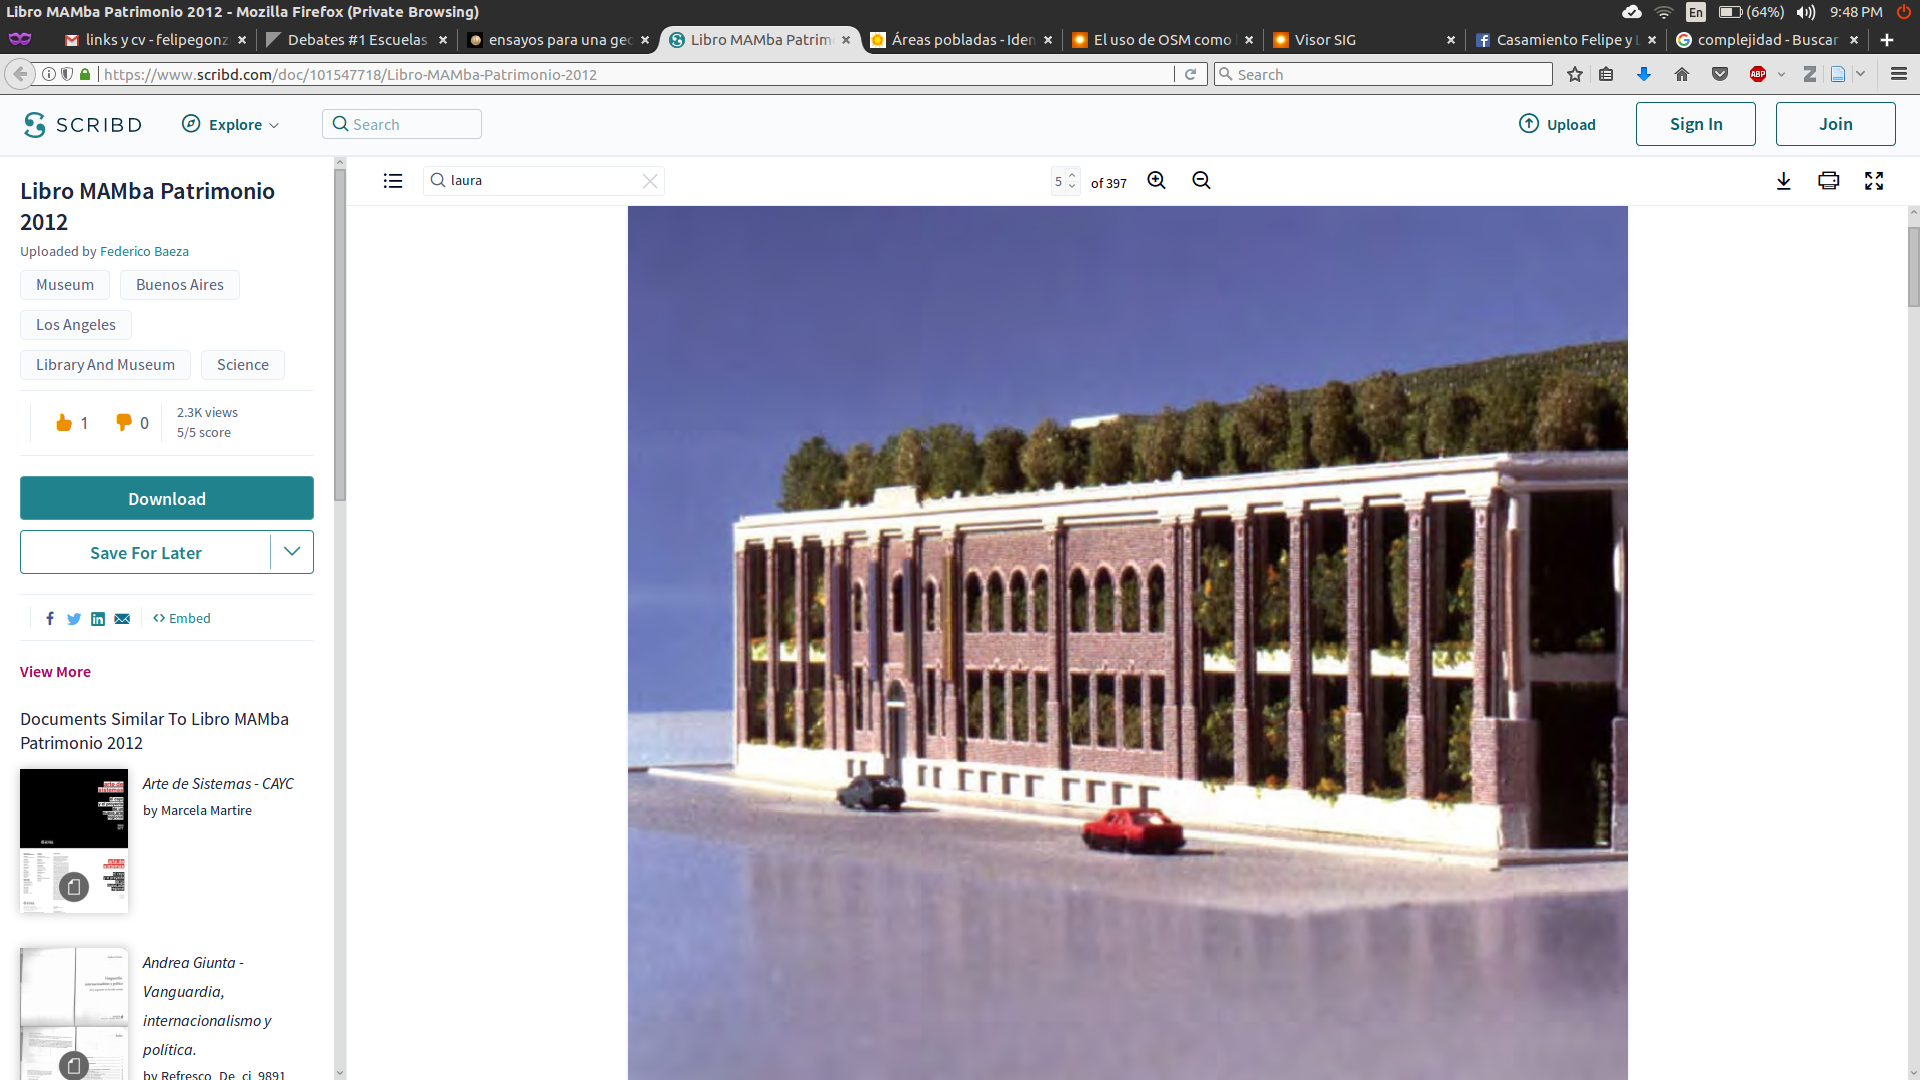 Libro MAMba Patrimonio 2012 - Mozilla Firefox (Private Browsing)
En (64%) 9:48 PM
links y cv - felipegonz
Debates #1 Escuelas
ensayos para una geo
Libro MAMba Patrim
Áreas pobladas - Iden
El uso de OSM como
Visor SIG
Casamiento Felipe y
complejidad - Buscar
https://www.scribd.com/doc/101547718/Libro-MAMba-Patrimonio-2012
Search
ABP
SCRIBD
Explore
Search
Upload
Sign In
Join
Libro MAMba Patrimonio
2012
Uploaded by Federico Baeza
Museum
Buenos Aires
Los Angeles
Library And Museum
Science
1
0
2.3K views
5/5 score
Download
Save For Later
Embed
View More
Documents Similar To Libro MAMba
Patrimonio 2012
Arte de Sistemas - CAYC
by Marcela Martire
Andrea Giunta -
Vanguardia,
internacionalismo y
política.
by Refresco_De_ci_9891
laura
5 of 397